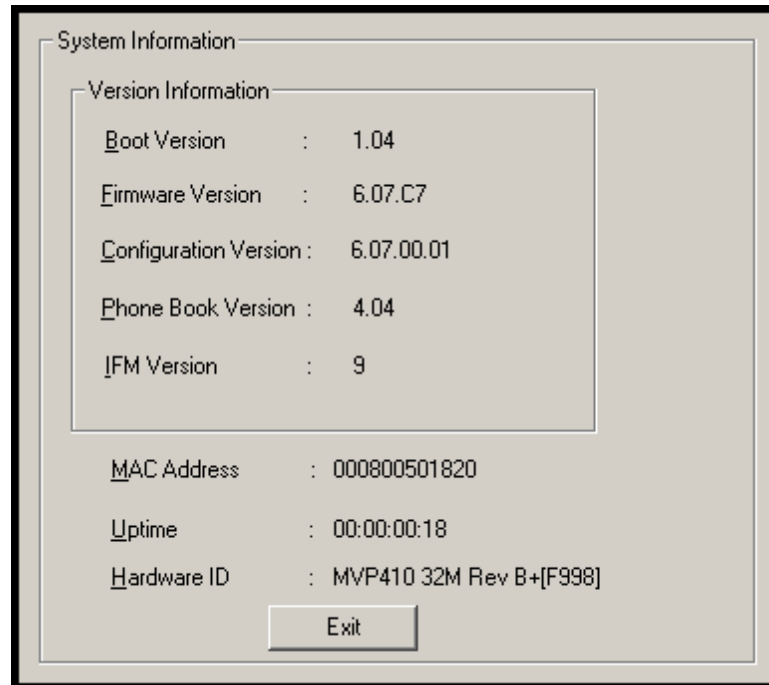 System Information
Version Information
Boot Version : 1.04
Firmware Version : 6.07.C7
Configuration Version : 6.07.00.01
Phone Book Version : 4.04
IFM Version : 9
MAC Address : 000800501820
Uptime : 00:00:00:18
Hardware ID : MVP410 32M Rev B+[F998]
Exit